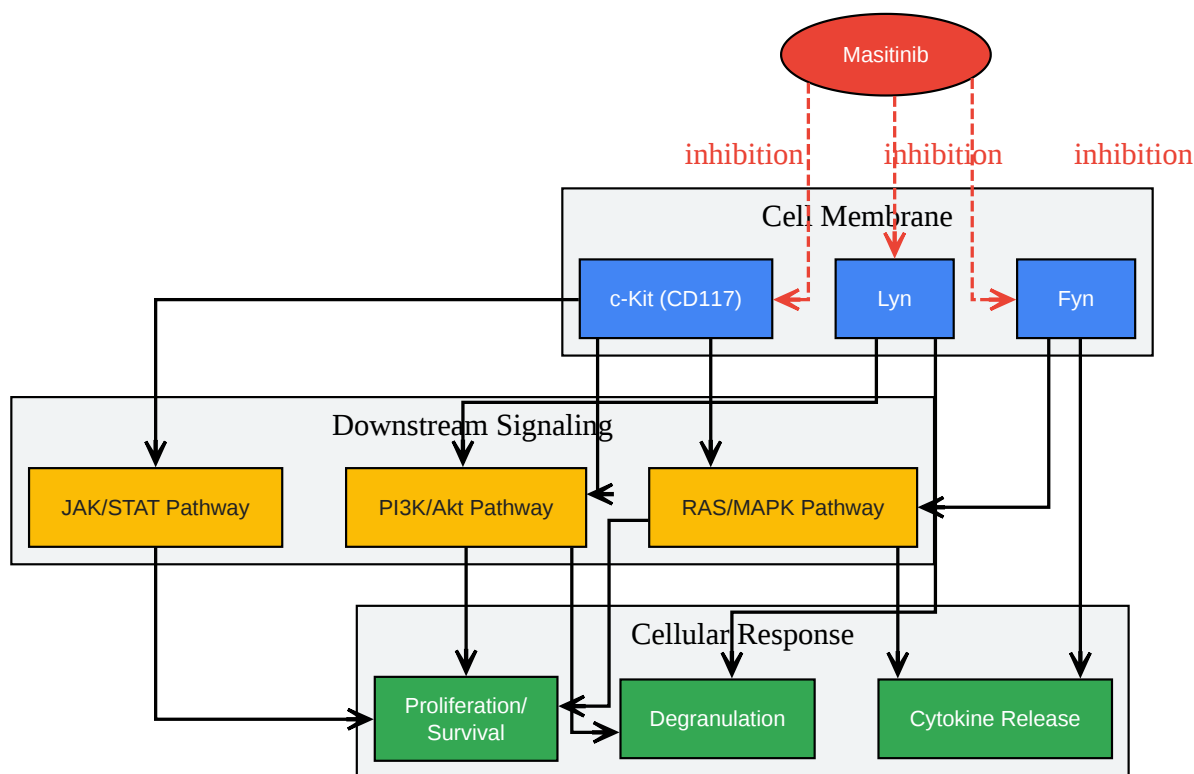 Masitinib
inhibition
inhibition
inhibition
Cell Membrane
c-Kit (CD117)
Lyn
Fyn
Downstream Signaling
JAK/STAT Pathway
PI3K/Akt Pathway
RAS/MAPK Pathway
Cellular Response
Proliferation/
Survival
Degranulation
Cytokine Release